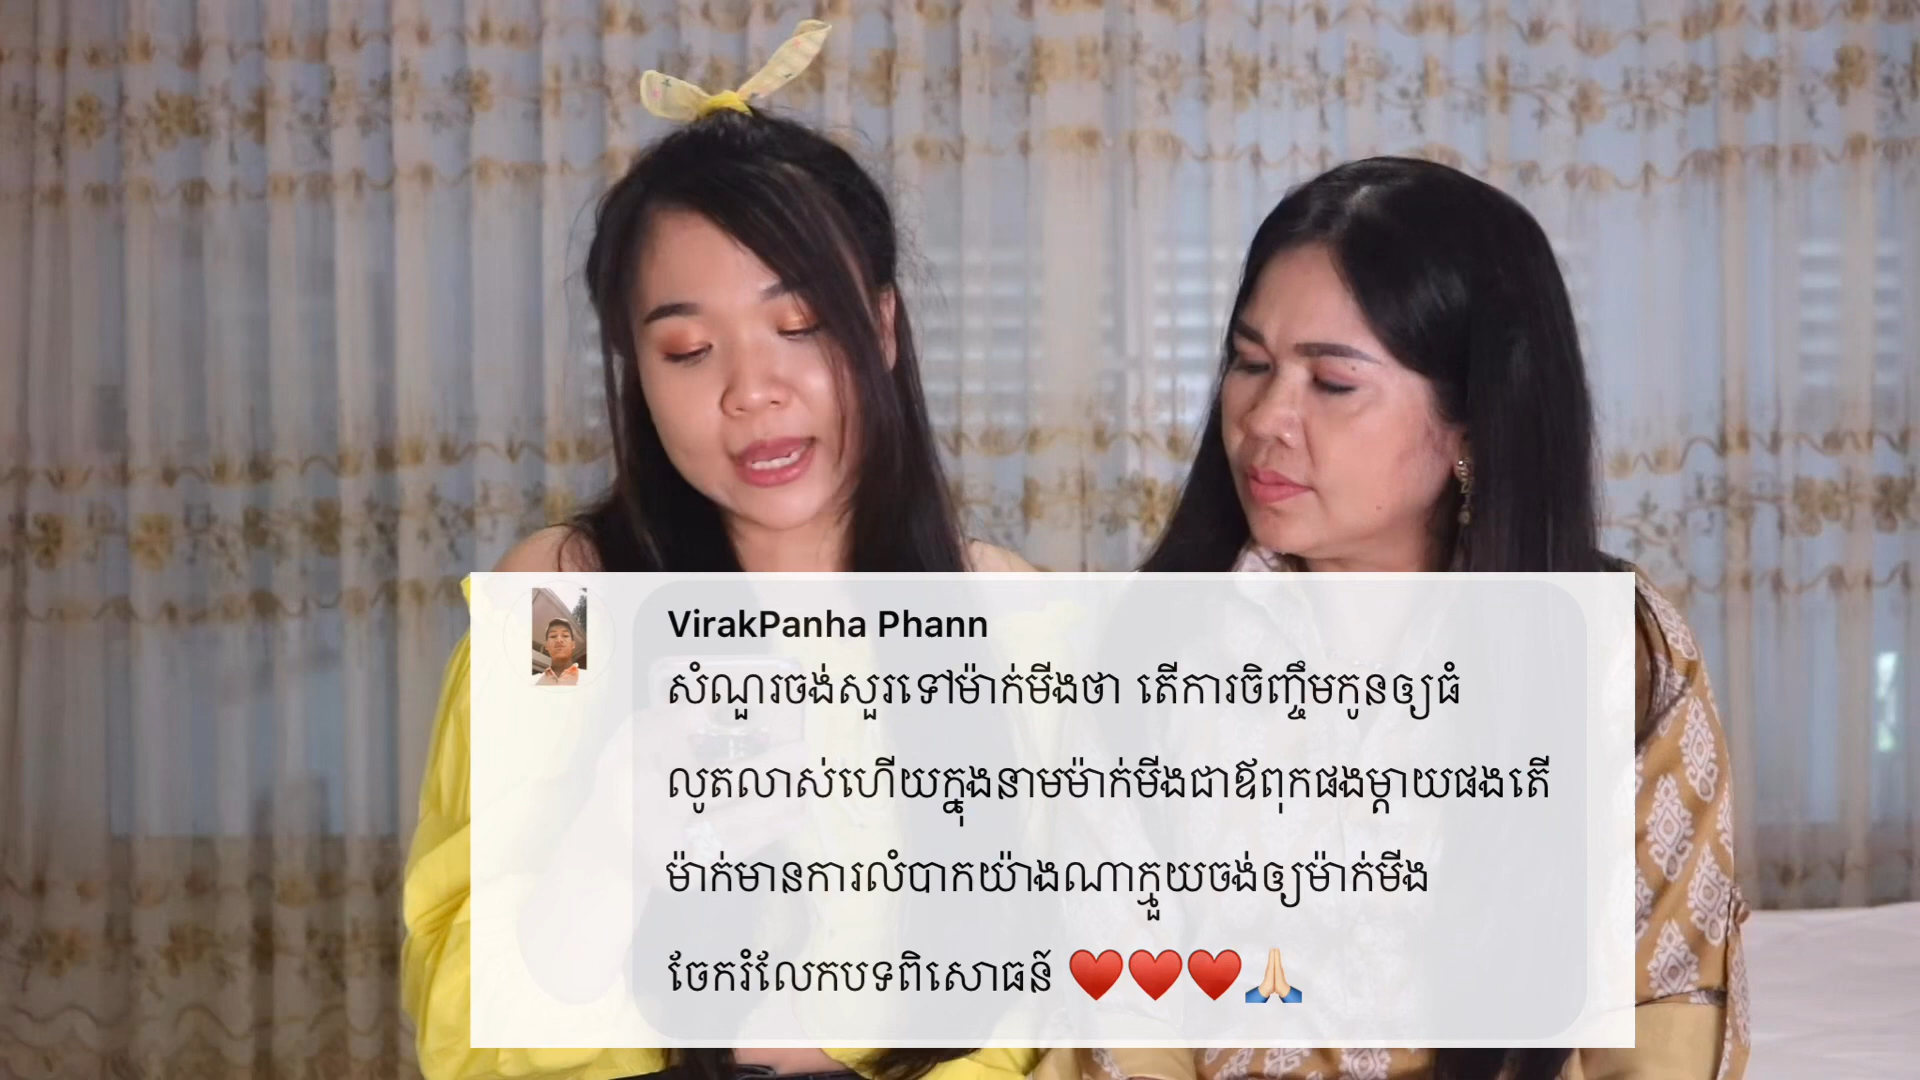 VirakPanha Phann
សំណួរចង់សួរទៅម៉ាក់មីងថា តើការចិញ្ចឹមកូនឲ្យធំ
លូតលាស់ហើយក្នុងនាមម៉ាក់មីងជាឪពុកផងម្តាយផងតើ
ម៉ាក់មានការលំបាកយ៉ាងណាក្មួយចង់ឲ្យម៉ាក់មីង
ចែករំលែកបទពិសោធន៍ ❤️❤️❤️🙏🏻